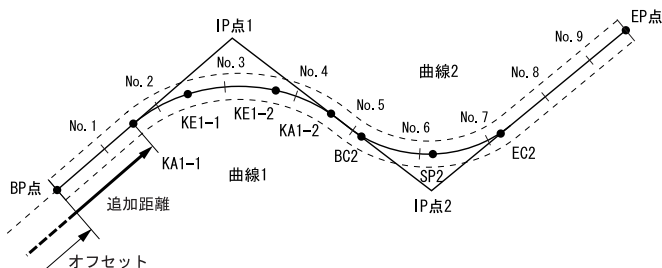 IP点1
EP点
No. 1
No. 2
No. 3
No. 4
No. 5
No. 6
No. 7
No. 8
No. 9
曲線2
KE1-1
KE1-2
KA1-2
KA1-1
BC2
SP2
EC2
BP点
曲線1
IP点2
追加距離
オフセット